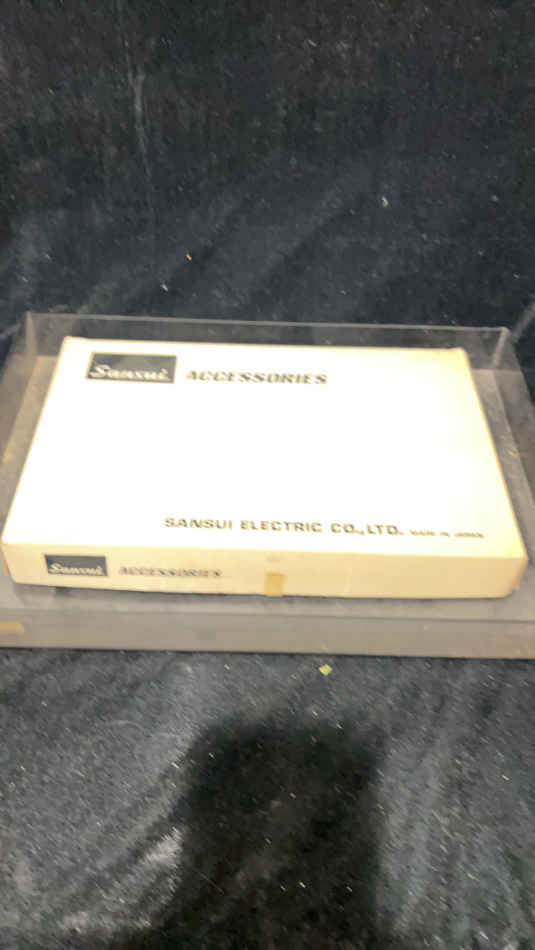 Sansui ACCESSORIES
SANSUI ELECTRIC CO.,LTD. MADE IN JAPAN
Sansui ACCESSORIES